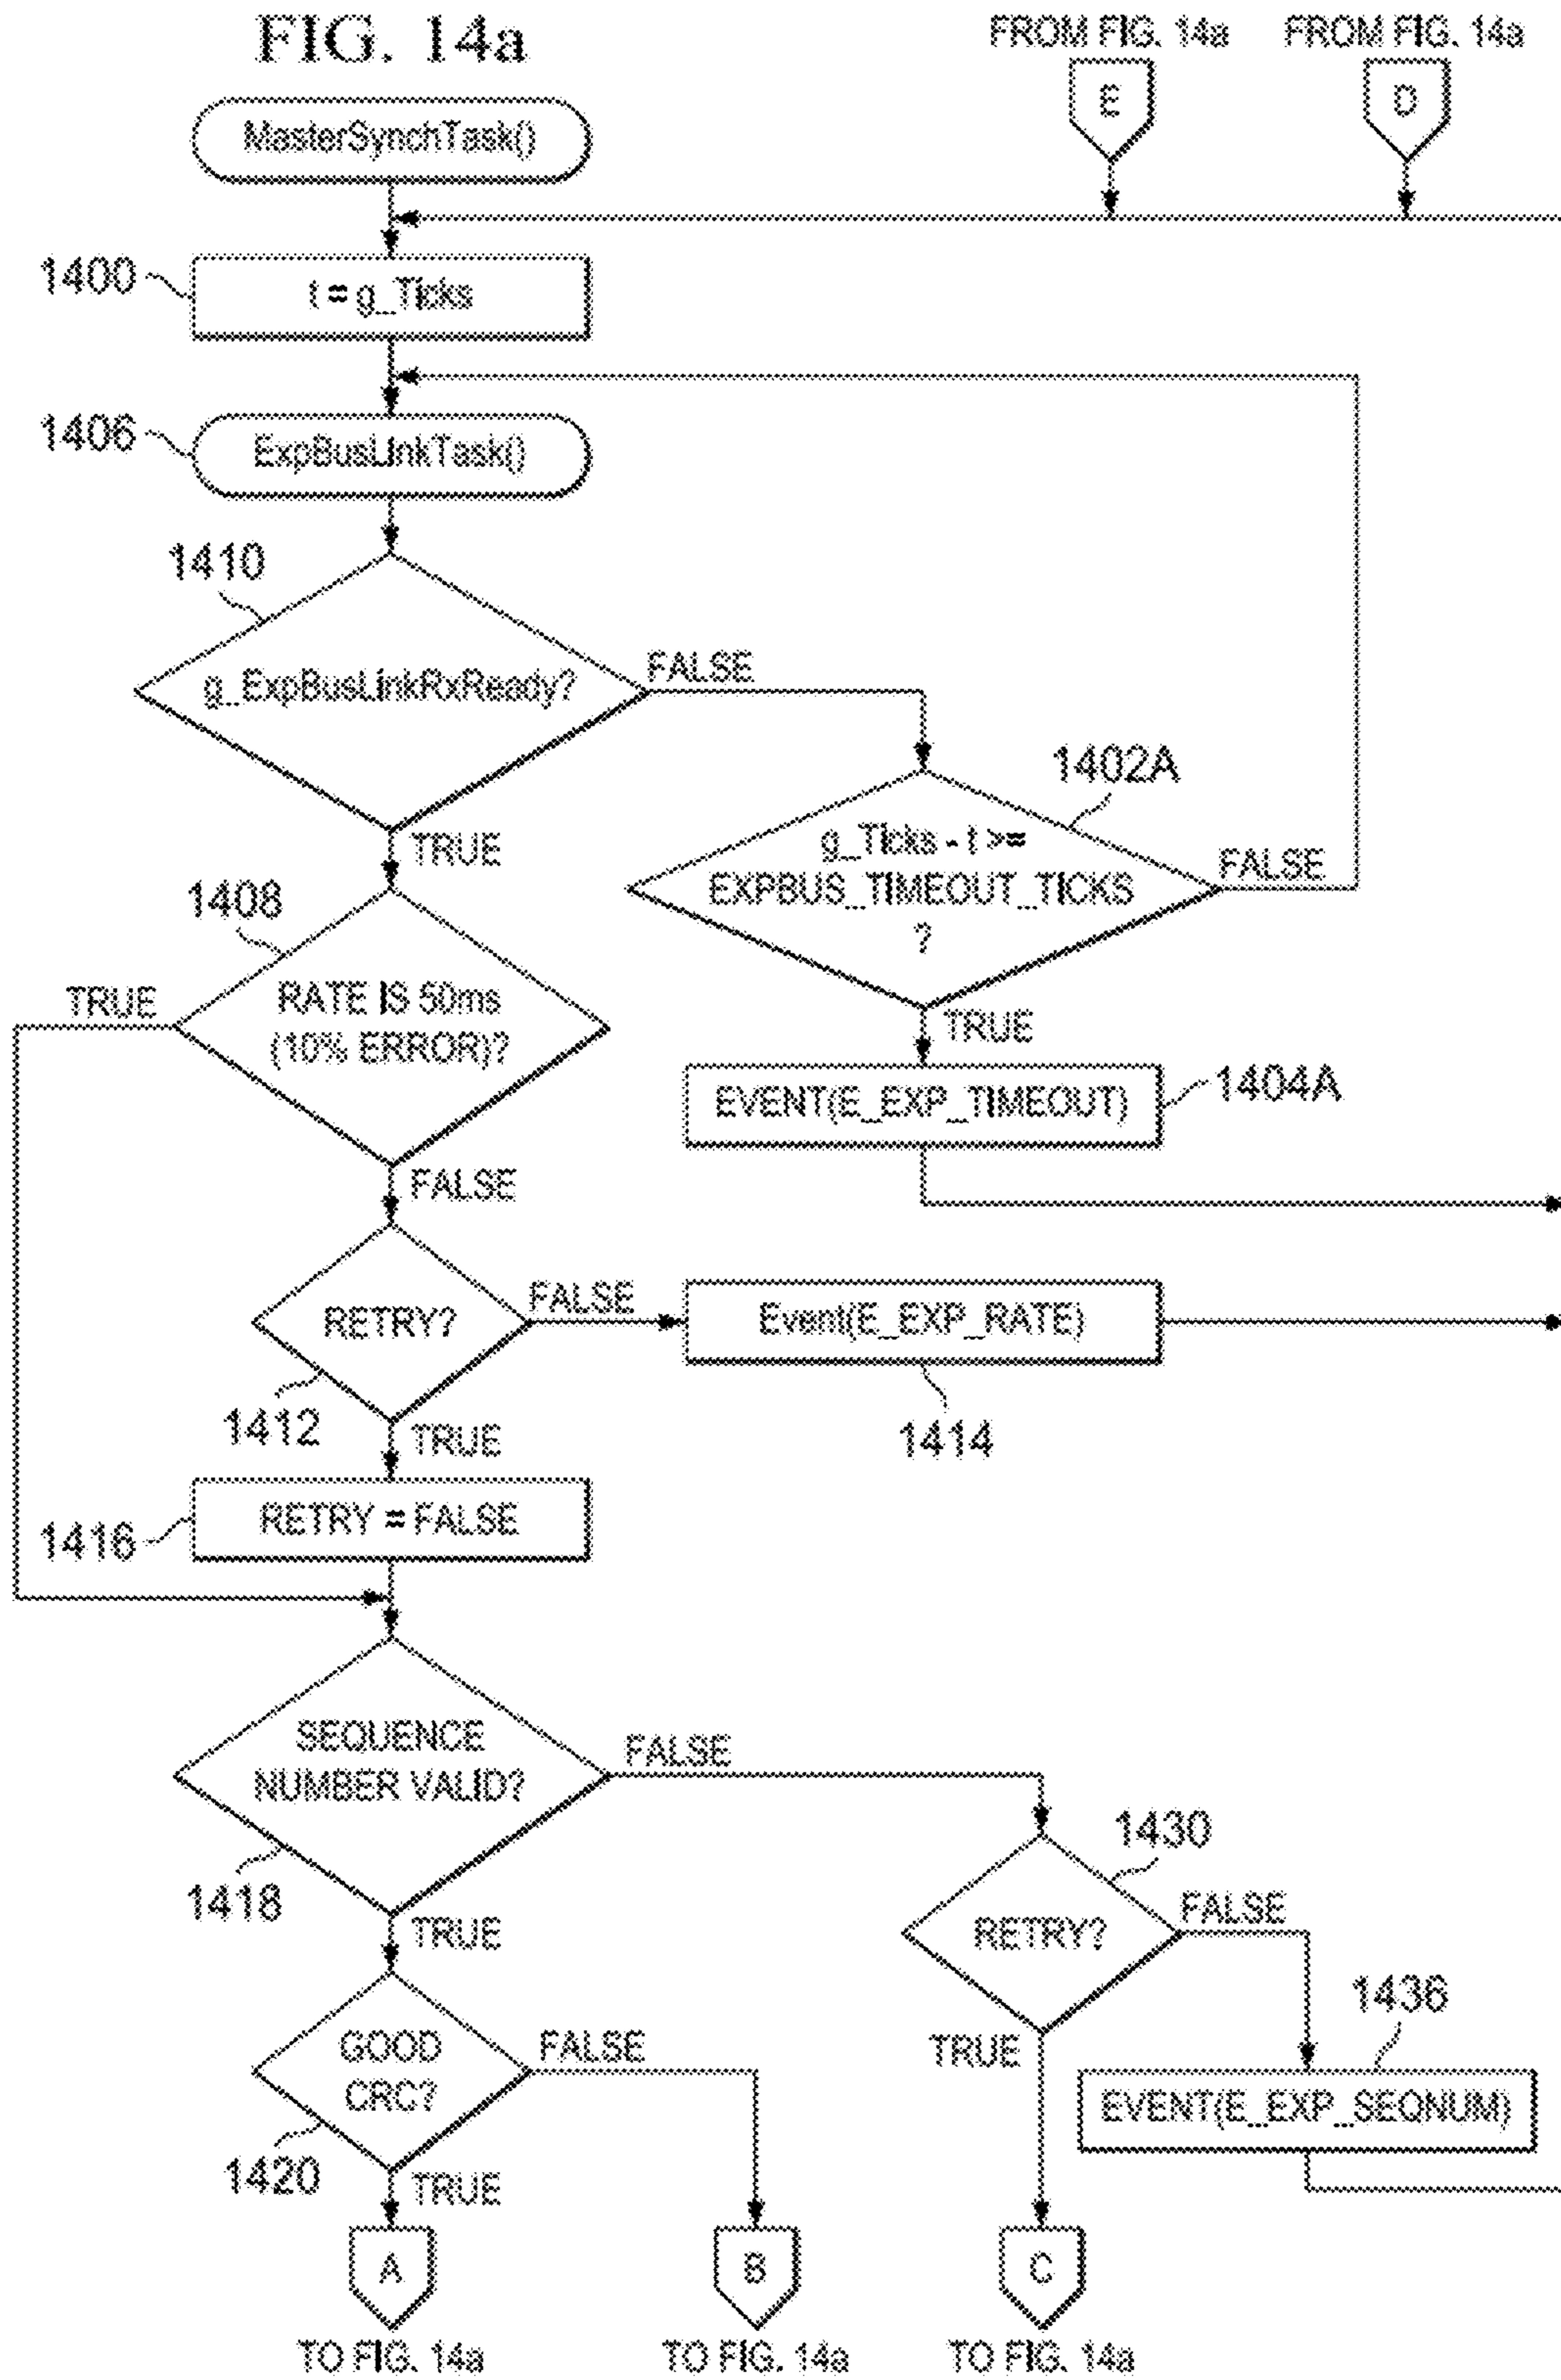 FIG. 14a
FROM FIG. 14a
FROM FIG. 14a
E
D
MasterSynchTask()
1400
t = g_Ticks
1406
ExpBusLinkTask()
1410
g_ExpBusLinkRxReady?
FALSE
TRUE
1402A
g_Ticks - t >=
EXPBUS_TIMEOUT_TICKS
?
FALSE
TRUE
1408
TRUE
RATE IS 50ms
(10% ERROR)?
FALSE
EVENT(E_EXP_TIMEOUT)
1404A
RETRY?
FALSE
Event(E_EXP_RATE)
1412
TRUE
1414
1416
RETRY = FALSE
SEQUENCE
NUMBER VALID?
FALSE
1418
TRUE
1430
RETRY?
FALSE
TRUE
1436
EVENT(E_EXP_SEQNUM)
GOOD
CRC?
FALSE
1420
TRUE
A
B
C
TO FIG. 14a
TO FIG. 14a
TO FIG. 14a